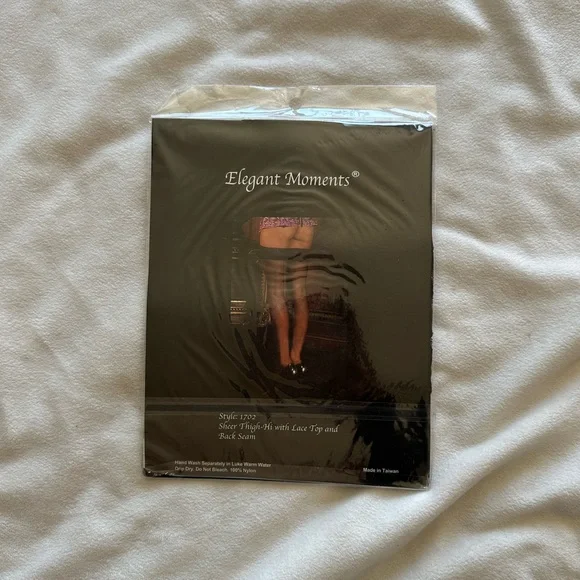 Elegant Moments®
Style: 1702
Sheer Thigh-Hi with Lace Top and
Back Seam
Hand Wash Separately in Luke Warm Water
Drip Dry. Do Not Bleach. 100% Nylon
Made in Taiwan